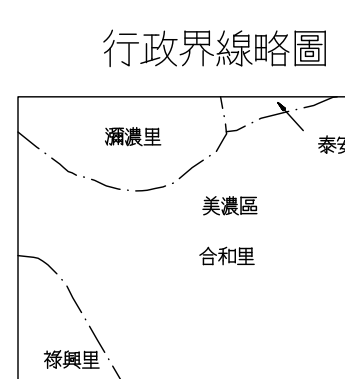 行政界線略圖
瀰濃里
泰安
美濃區
合和里
祿興里